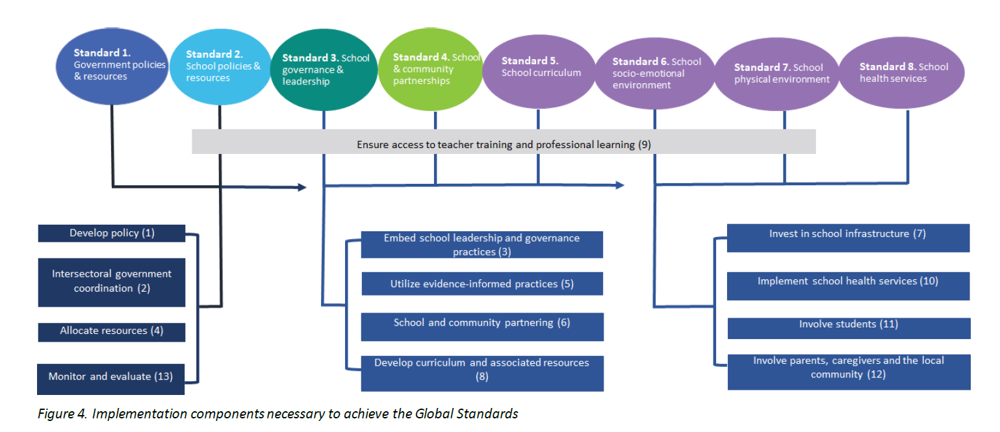 Standard 1.
Government policies
& resources
Standard 2.
School policies &
resources
Standard 3. School
governance &
leadership
Standard 4. School
& community
partnerships
Standard 5.
School curriculum
Standard 6. School
socio-emotional
environment
Standard 7. School
physical environment
Standard 8. School
health services
Ensure access to teacher training and professional learning (9)
Develop policy (1)
Intersectoral government
coordination (2)
Allocate resources (4)
Monitor and evaluate (13)
Embed school leadership and governance
practices (3)
Utilize evidence-informed practices (5)
School and community partnering (6)
Develop curriculum and associated resources
(8)
Invest in school infrastructure (7)
Implement school health services (10)
Involve students (11)
Involve parents, caregivers and the local
community (12)
Figure 4. Implementation components necessary to achieve the Global Standards